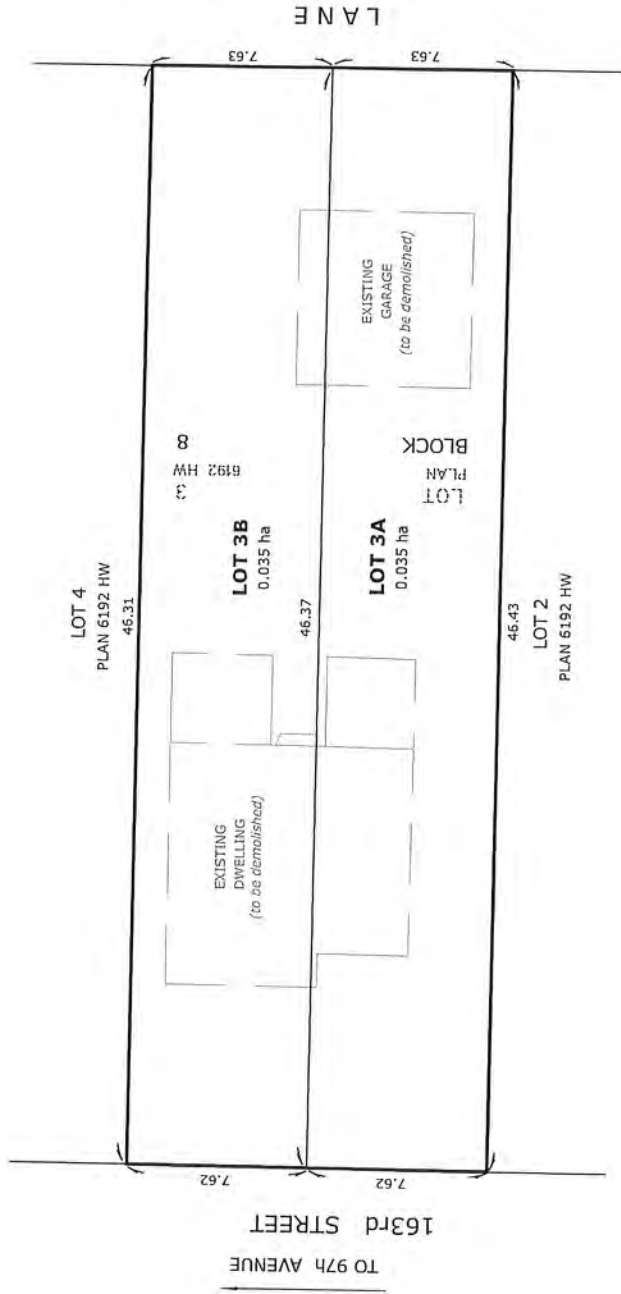 LANE
7.63
7.63
LOT 4
PLAN 6192 HW
46.31
8
6192 HW
3
LOT 3B
0.035 ha
46.37
EXISTING
GARAGE
(to be demolished)
BLOCK
PLAN
LOT
LOT 3A
0.035 ha
46.43
LOT 2
PLAN 6192 HW
EXISTING
DWELLING
(to be demolished)
7.62
7.62
163rd STREET
TO 97h AVENUE